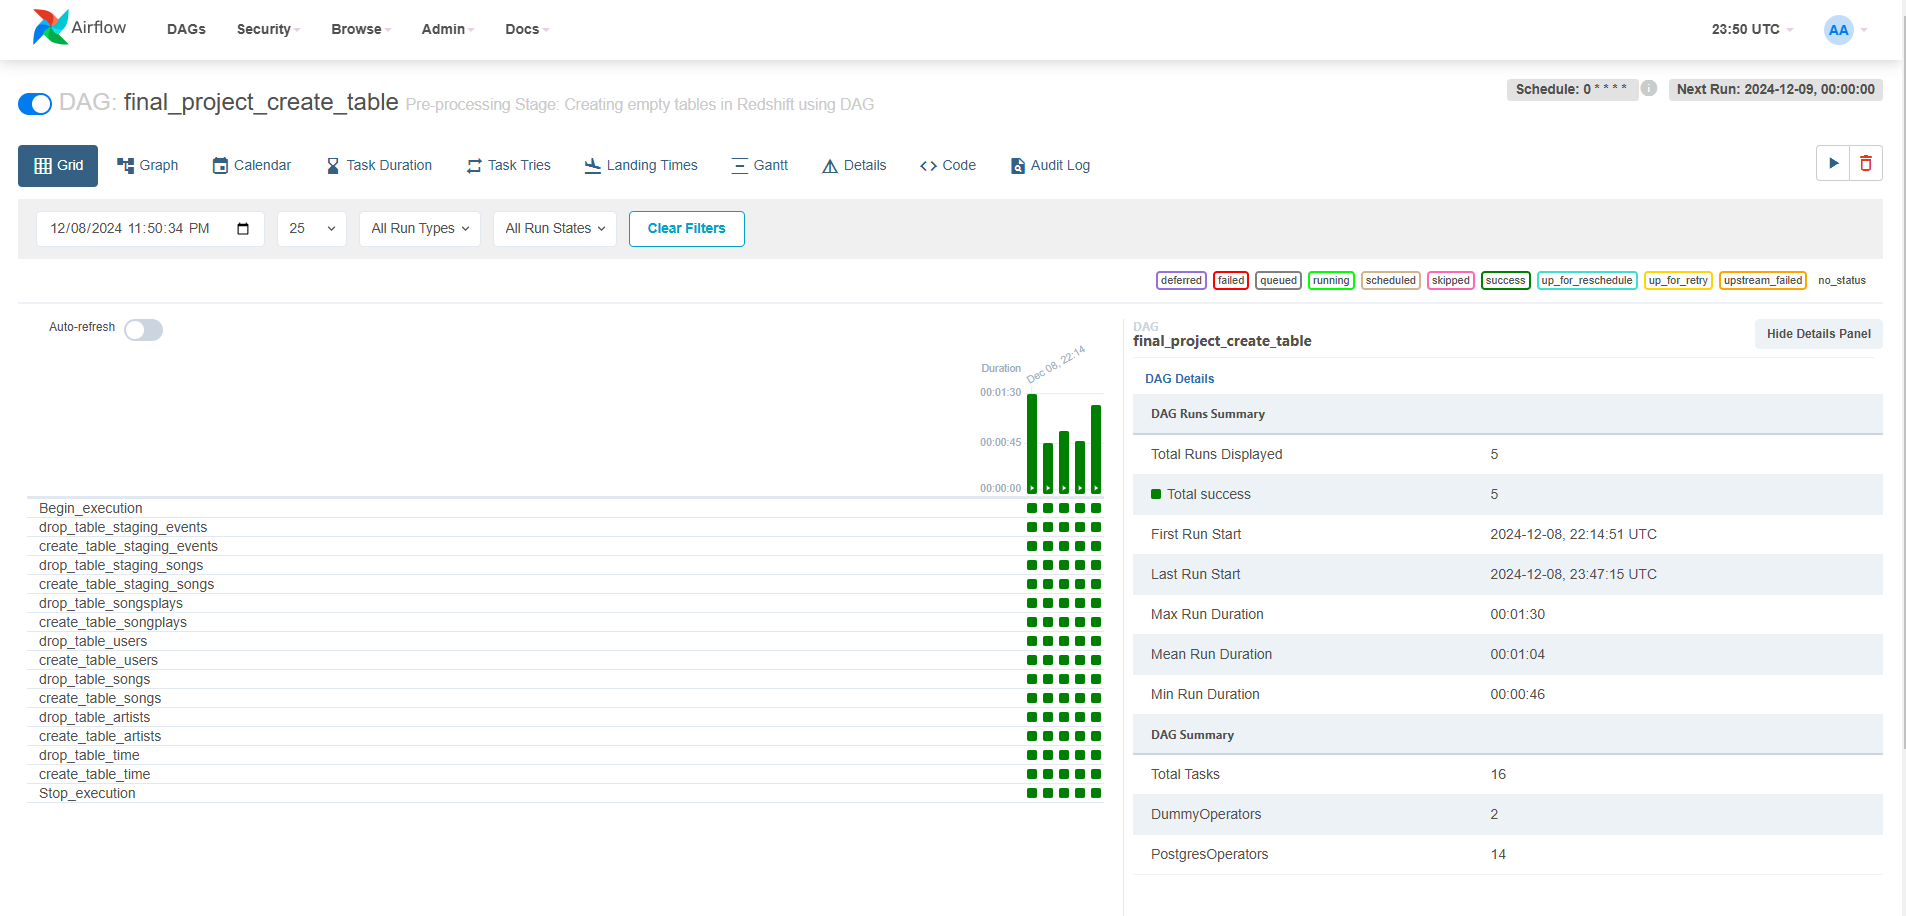 Airflow DAGs Security Browse Admin Docs 23:50 UTC AA
DAG: final_project_create_table Pre-processing Stage: Creating empty tables in Redshift using DAG
Schedule: 0 * * * * i Next Run: 2024-12-09, 00:00:00
Grid Graph Calendar Task Duration Task Tries Landing Times Gantt Details Code Audit Log
12/08/2024 11:50:34 PM 25 All Run Types All Run States Clear Filters
deferred failed queued running scheduled skipped success up_for_reschedule up_for_retry upstream_failed no_status
Auto-refresh
Duration
Dec 08, 22:14
00:01:30
00:00:45
00:00:00
Begin_execution
drop_table_staging_events
create_table_staging_events
drop_table_staging_songs
create_table_staging_songs
drop_table_songsplays
create_table_songplays
drop_table_users
create_table_users
drop_table_songs
create_table_songs
drop_table_artists
create_table_artists
drop_table_time
create_table_time
Stop_execution
DAG
final_project_create_table
Hide Details Panel
DAG Details
DAG Runs Summary
Total Runs Displayed 5
Total success 5
First Run Start 2024-12-08, 22:14:51 UTC
Last Run Start 2024-12-08, 23:47:15 UTC
Max Run Duration 00:01:30
Mean Run Duration 00:01:04
Min Run Duration 00:00:46
DAG Summary
Total Tasks 16
DummyOperators 2
PostgresOperators 14